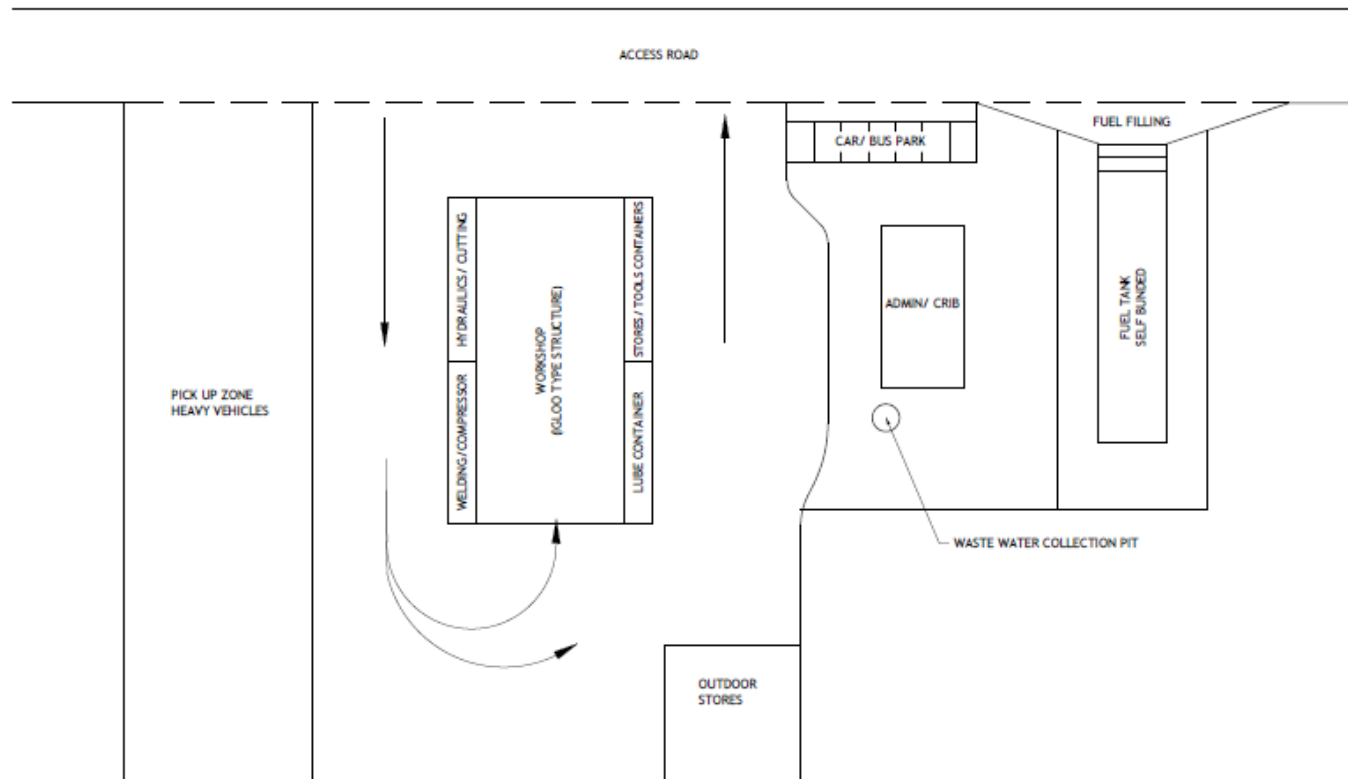 ACCESS ROAD
FUEL FILLING
CAR/ BUS PARK
HYDRAULICS/ CUTTING
STORES/ TOOLS CONTAINERS
WORKSHOP
(IGLOO TYPE STRUCTURE)
ADMIN/ CRIB
FUEL TANK
SELF BUNDED
PICK UP ZONE
HEAVY VEHICLES
WELDING/COMPRESSOR
LUBE CONTAINER
WASTE WATER COLLECTION PIT
OUTDOOR
STORES